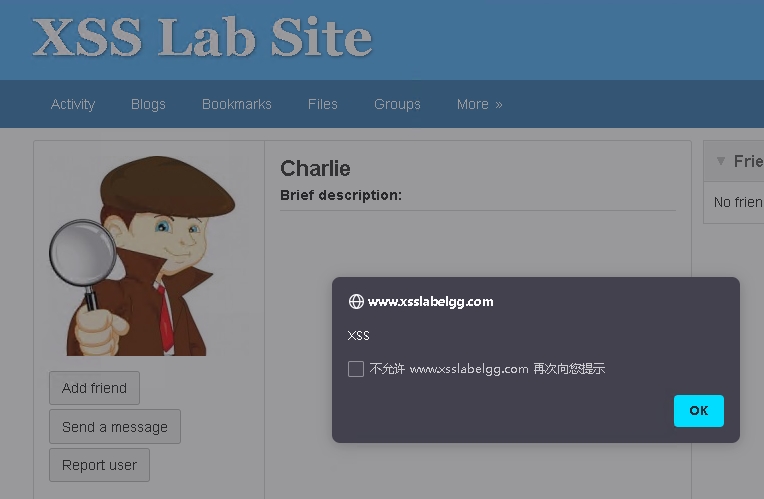 XSS Lab Site
Activity Blogs Bookmarks Files Groups More »
Charlie
Brief description:
Add friend
Send a message
Report user
www.xsslabelgg.com
XSS
不允许 www.xsslabelgg.com 再次向您提示
OK
▼ Frie
No frien